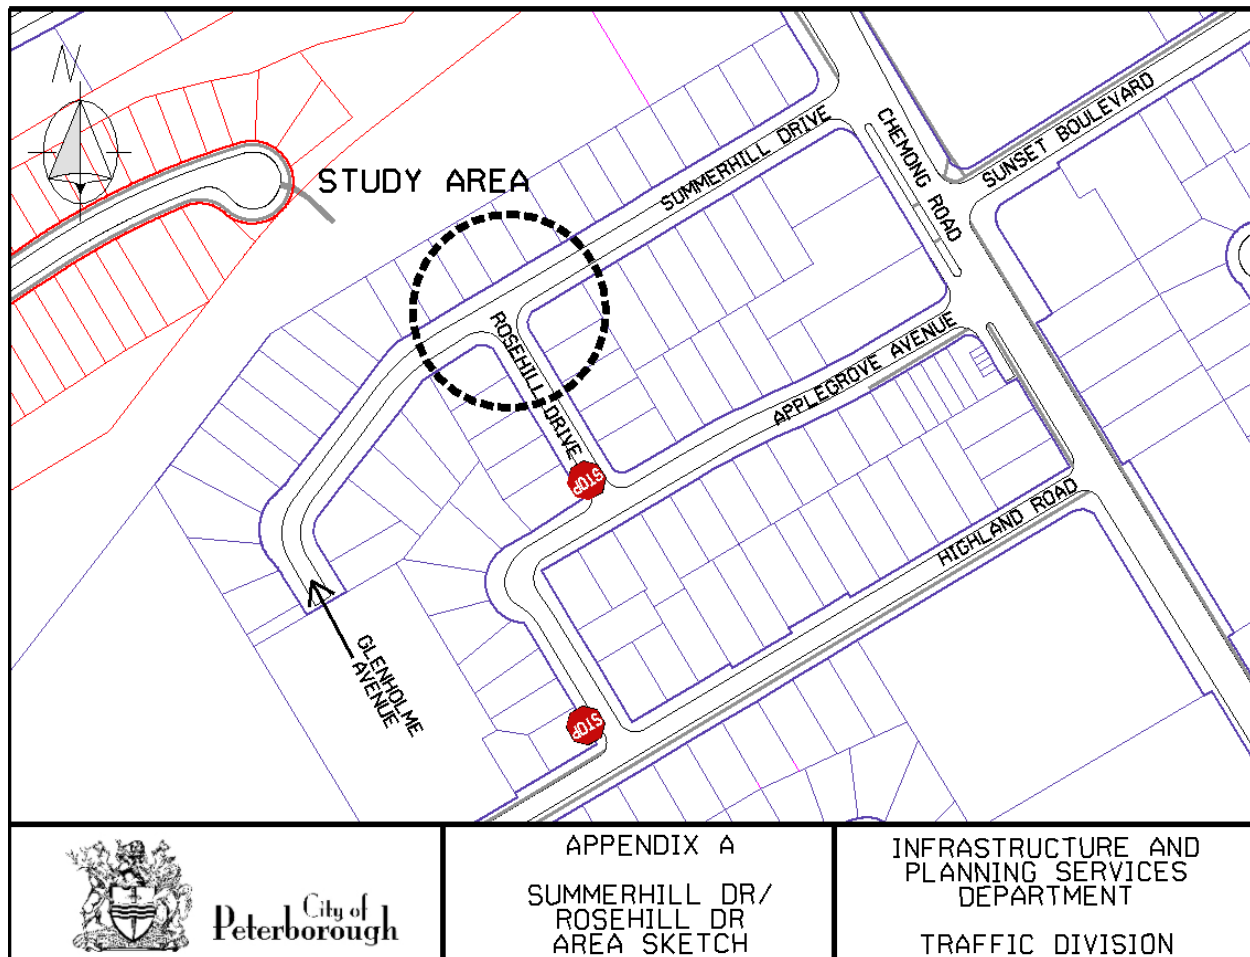 N
STUDY AREA
SUMMERHILL DRIVE
CHEMONG ROAD
SUNSET BOULEVARD
ROSEHILL DRIVE
APPLEGROVE AVENUE
STOP
HIGHLAND ROAD
GLENHOLME
AVENUE
STOP
City of
Peterborough
APPENDIX A
SUMMERHILL DR/
ROSEHILL DR
AREA SKETCH
INFRASTRUCTURE AND
PLANNING SERVICES
DEPARTMENT
TRAFFIC DIVISION